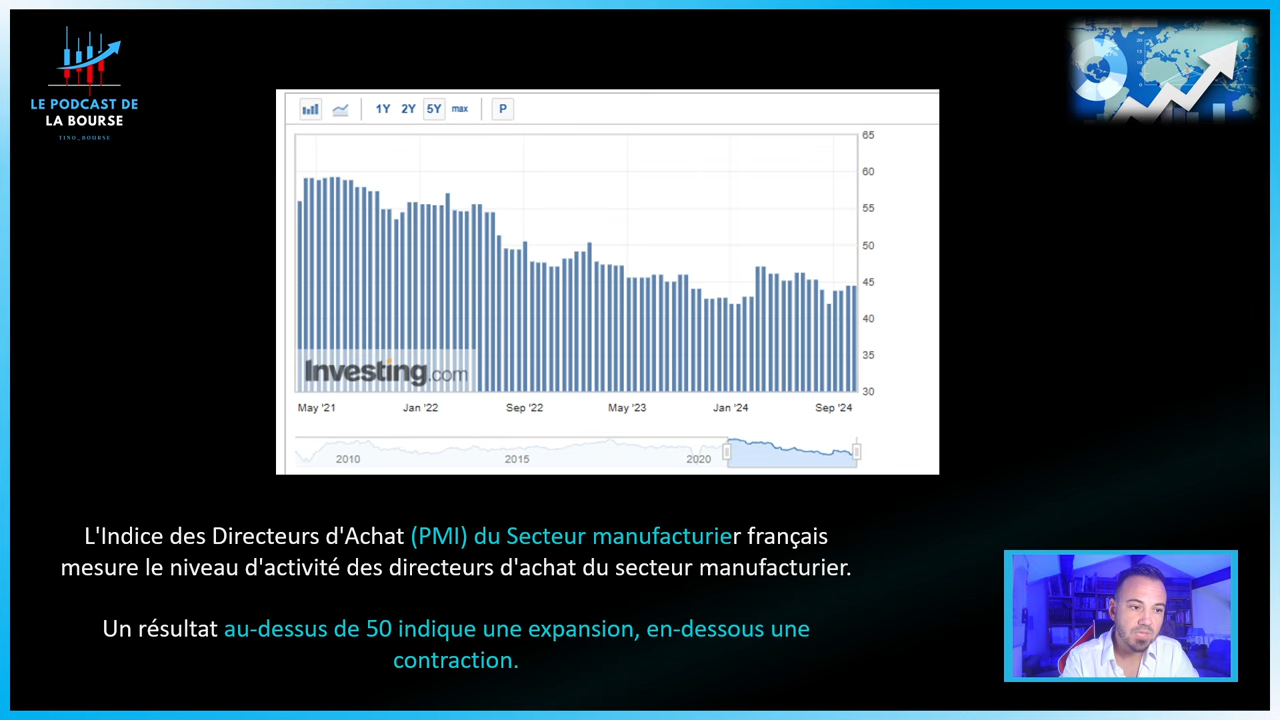 LE PODCAST DE
LA BOURSE
TINO_BOURSE
1Y 2Y 5Y max P
65
60
55
50
45
40
35
30
Investing.com
May '21 Jan '22 Sep '22 May '23 Jan '24 Sep '24
2010 2015 2020
L'Indice des Directeurs d'Achat (PMI) du Secteur manufacturier français
mesure le niveau d'activité des directeurs d'achat du secteur manufacturier.
Un résultat au-dessus de 50 indique une expansion, en-dessous une
contraction.